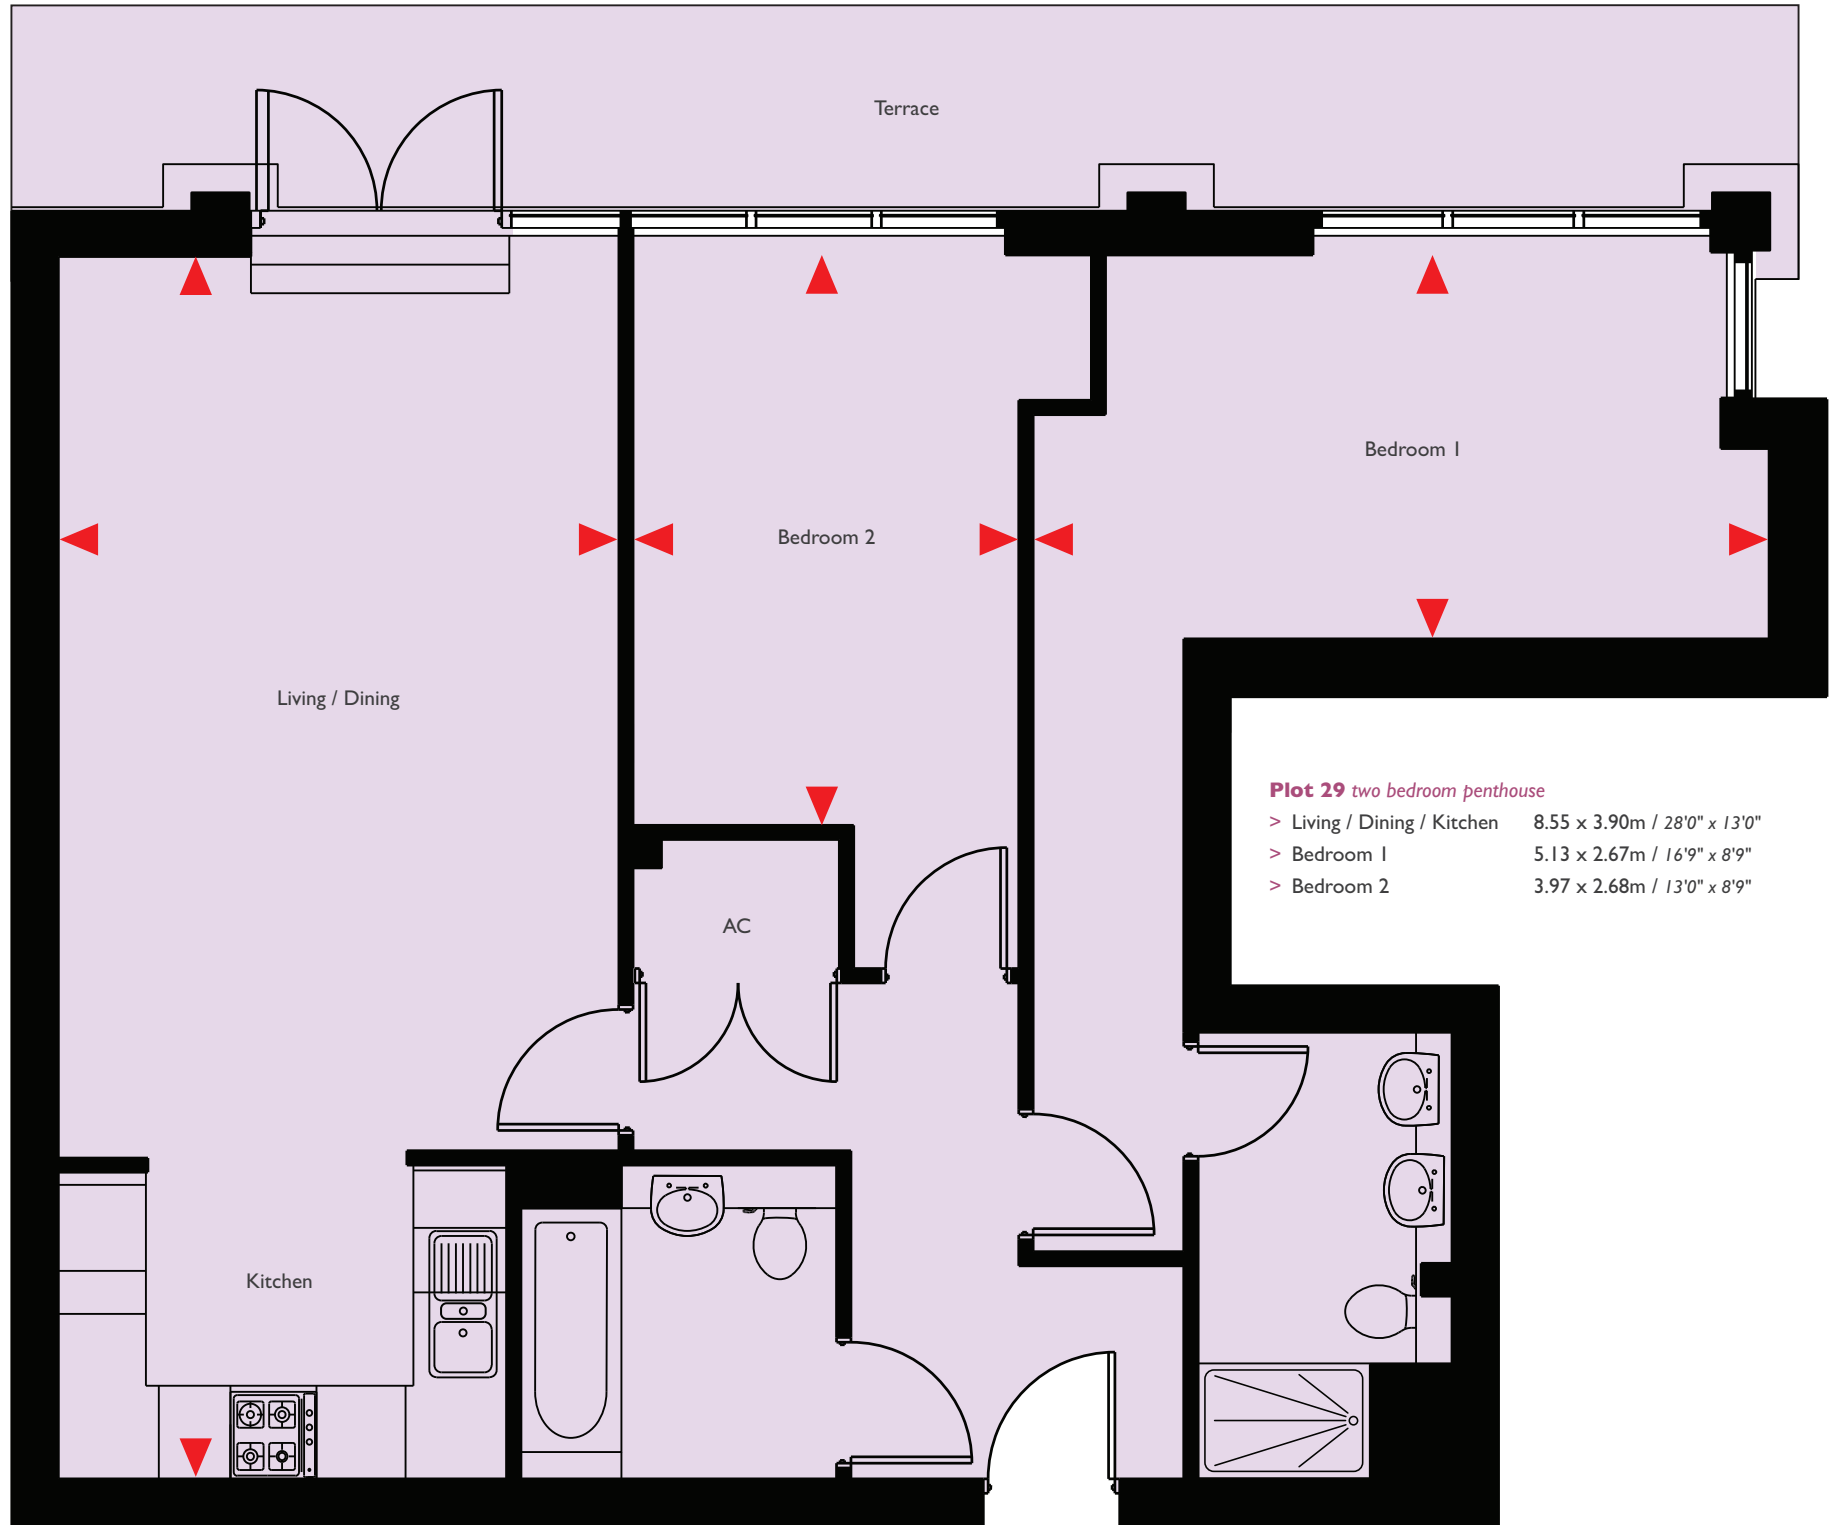 Terrace
Bedroom 1
Bedroom 2
Living / Dining
Plot 29 two bedroom penthouse
> Living / Dining / Kitchen 8.55 x 3.90m / 28'0" x 13'0"
> Bedroom 1 5.13 x 2.67m / 16'9" x 8'9"
> Bedroom 2 3.97 x 2.68m / 13'0" x 8'9"
AC
Kitchen